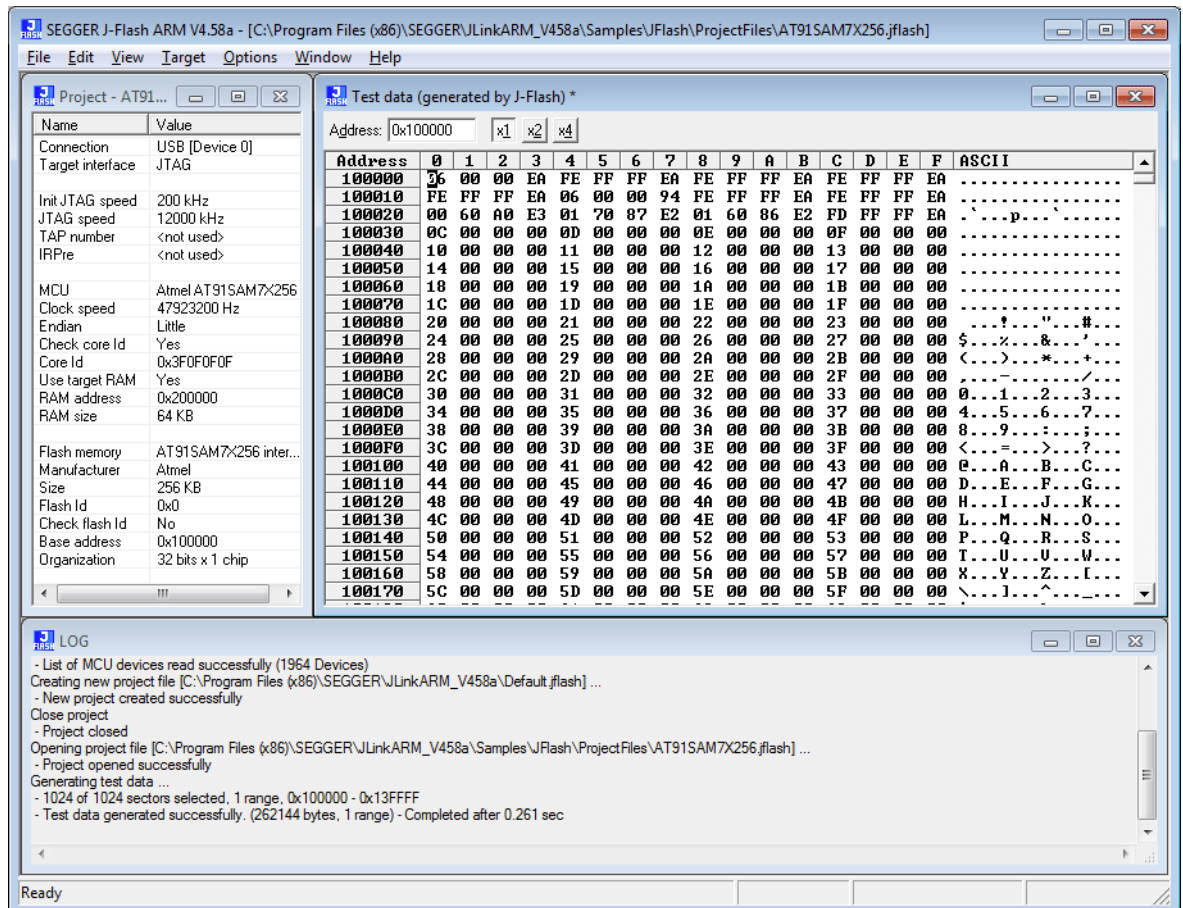 SEGGER J-Flash ARM V4.58a - [C:\Program Files (x86)\SEGGER\JLinkARM_V458a\Samples\JFlash\ProjectFiles\AT91SAM7X256.jflash]
File Edit View Target Options Window Help
Project - AT91...
Name Value
Connection USB [Device 0]
Target interface JTAG
Init JTAG speed 200 kHz
JTAG speed 12000 kHz
TAP number <not used>
IRPre <not used>
MCU Atmel AT91SAM7X256
Clock speed 47923200 Hz
Endian Little
Check core Id Yes
Core Id 0x3F0F0F0F
Use target RAM Yes
RAM address 0x200000
RAM size 64 KB
Flash memory AT91SAM7X256 inter...
Manufacturer Atmel
Size 256 KB
Flash Id 0x0
Check flash Id No
Base address 0x100000
Organization 32 bits x 1 chip
Test data (generated by J-Flash) *
Address: 0x100000 x1 x2 x4
Address 0 1 2 3 4 5 6 7 8 9 A B C D E F ASCII
100000 06 00 00 EA FE FF FF EA FE FF FF EA FE FF FF EA ................
100010 FE FF FF EA 06 00 00 94 FE FF FF EA FE FF FF EA ................
100020 00 60 A0 E3 01 70 87 E2 01 60 86 E2 FD FF FF EA .`...p...`......
100030 0C 00 00 00 0D 00 00 00 0E 00 00 00 0F 00 00 00 ................
100040 10 00 00 00 11 00 00 00 12 00 00 00 13 00 00 00 ................
100050 14 00 00 00 15 00 00 00 16 00 00 00 17 00 00 00 ................
100060 18 00 00 00 19 00 00 00 1A 00 00 00 1B 00 00 00 ................
100070 1C 00 00 00 1D 00 00 00 1E 00 00 00 1F 00 00 00 ................
100080 20 00 00 00 21 00 00 00 22 00 00 00 23 00 00 00 ...!..."...#...
100090 24 00 00 00 25 00 00 00 26 00 00 00 27 00 00 00 $...%...&...'...
1000A0 28 00 00 00 29 00 00 00 2A 00 00 00 2B 00 00 00 (...)...*...+...
1000B0 2C 00 00 00 2D 00 00 00 2E 00 00 00 2F 00 00 00 ,...-......./...
1000C0 30 00 00 00 31 00 00 00 32 00 00 00 33 00 00 00 0...1...2...3...
1000D0 34 00 00 00 35 00 00 00 36 00 00 00 37 00 00 00 4...5...6...7...
1000E0 38 00 00 00 39 00 00 00 3A 00 00 00 3B 00 00 00 8...9...:...;...
1000F0 3C 00 00 00 3D 00 00 00 3E 00 00 00 3F 00 00 00 <...=...>...?...
100100 40 00 00 00 41 00 00 00 42 00 00 00 43 00 00 00 @...A...B...C...
100110 44 00 00 00 45 00 00 00 46 00 00 00 47 00 00 00 D...E...F...G...
100120 48 00 00 00 49 00 00 00 4A 00 00 00 4B 00 00 00 H...I...J...K...
100130 4C 00 00 00 4D 00 00 00 4E 00 00 00 4F 00 00 00 L...M...N...O...
100140 50 00 00 00 51 00 00 00 52 00 00 00 53 00 00 00 P...Q...R...S...
100150 54 00 00 00 55 00 00 00 56 00 00 00 57 00 00 00 T...U...V...W...
100160 58 00 00 00 59 00 00 00 5A 00 00 00 5B 00 00 00 X...Y...Z...[...
100170 5C 00 00 00 5D 00 00 00 5E 00 00 00 5F 00 00 00 \...]...^..._...
LOG
- List of MCU devices read successfully (1964 Devices)
Creating new project file [C:\Program Files (x86)\SEGGER\JLinkARM_V458a\Default.jflash] ...
- New project created successfully
Close project
- Project closed
Opening project file [C:\Program Files (x86)\SEGGER\JLinkARM_V458a\Samples\JFlash\ProjectFiles\AT91SAM7X256.jflash] ...
- Project opened successfully
Generating test data ...
- 1024 of 1024 sectors selected, 1 range, 0x100000 - 0x13FFFF
- Test data generated successfully. (262144 bytes, 1 range) - Completed after 0.261 sec
Ready